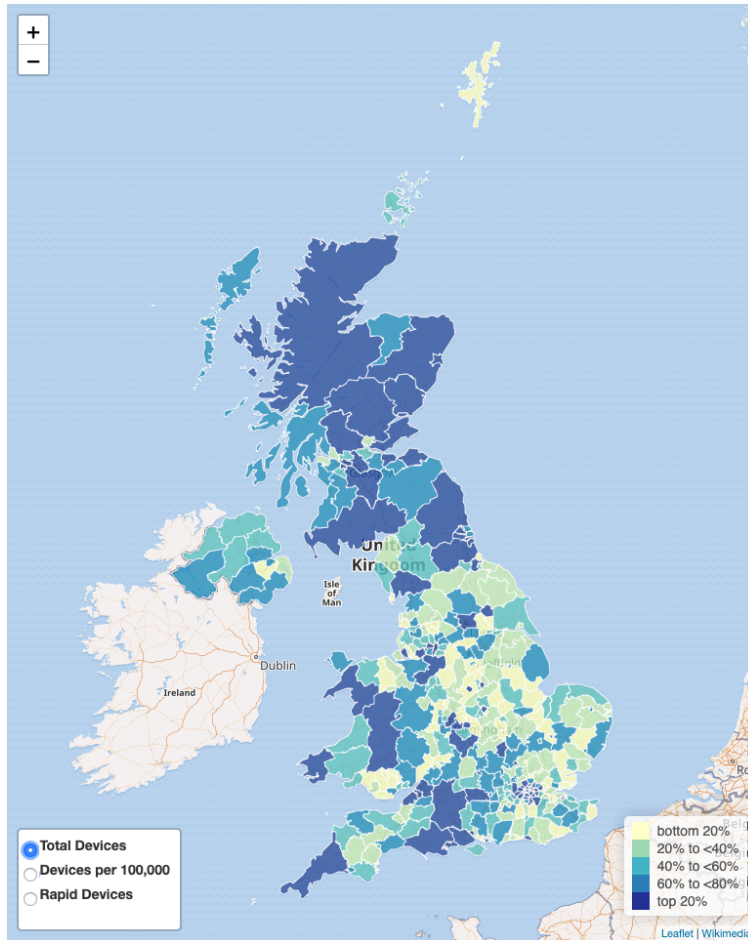 +
−
Glasgow
United
Kingdom
Isle
of
Man
Dublin
Ireland
Total Devices
Devices per 100,000
Rapid Devices
bottom 20%
20% to <40%
40% to <60%
60% to <80%
top 20%
Leaflet | Wikimedia